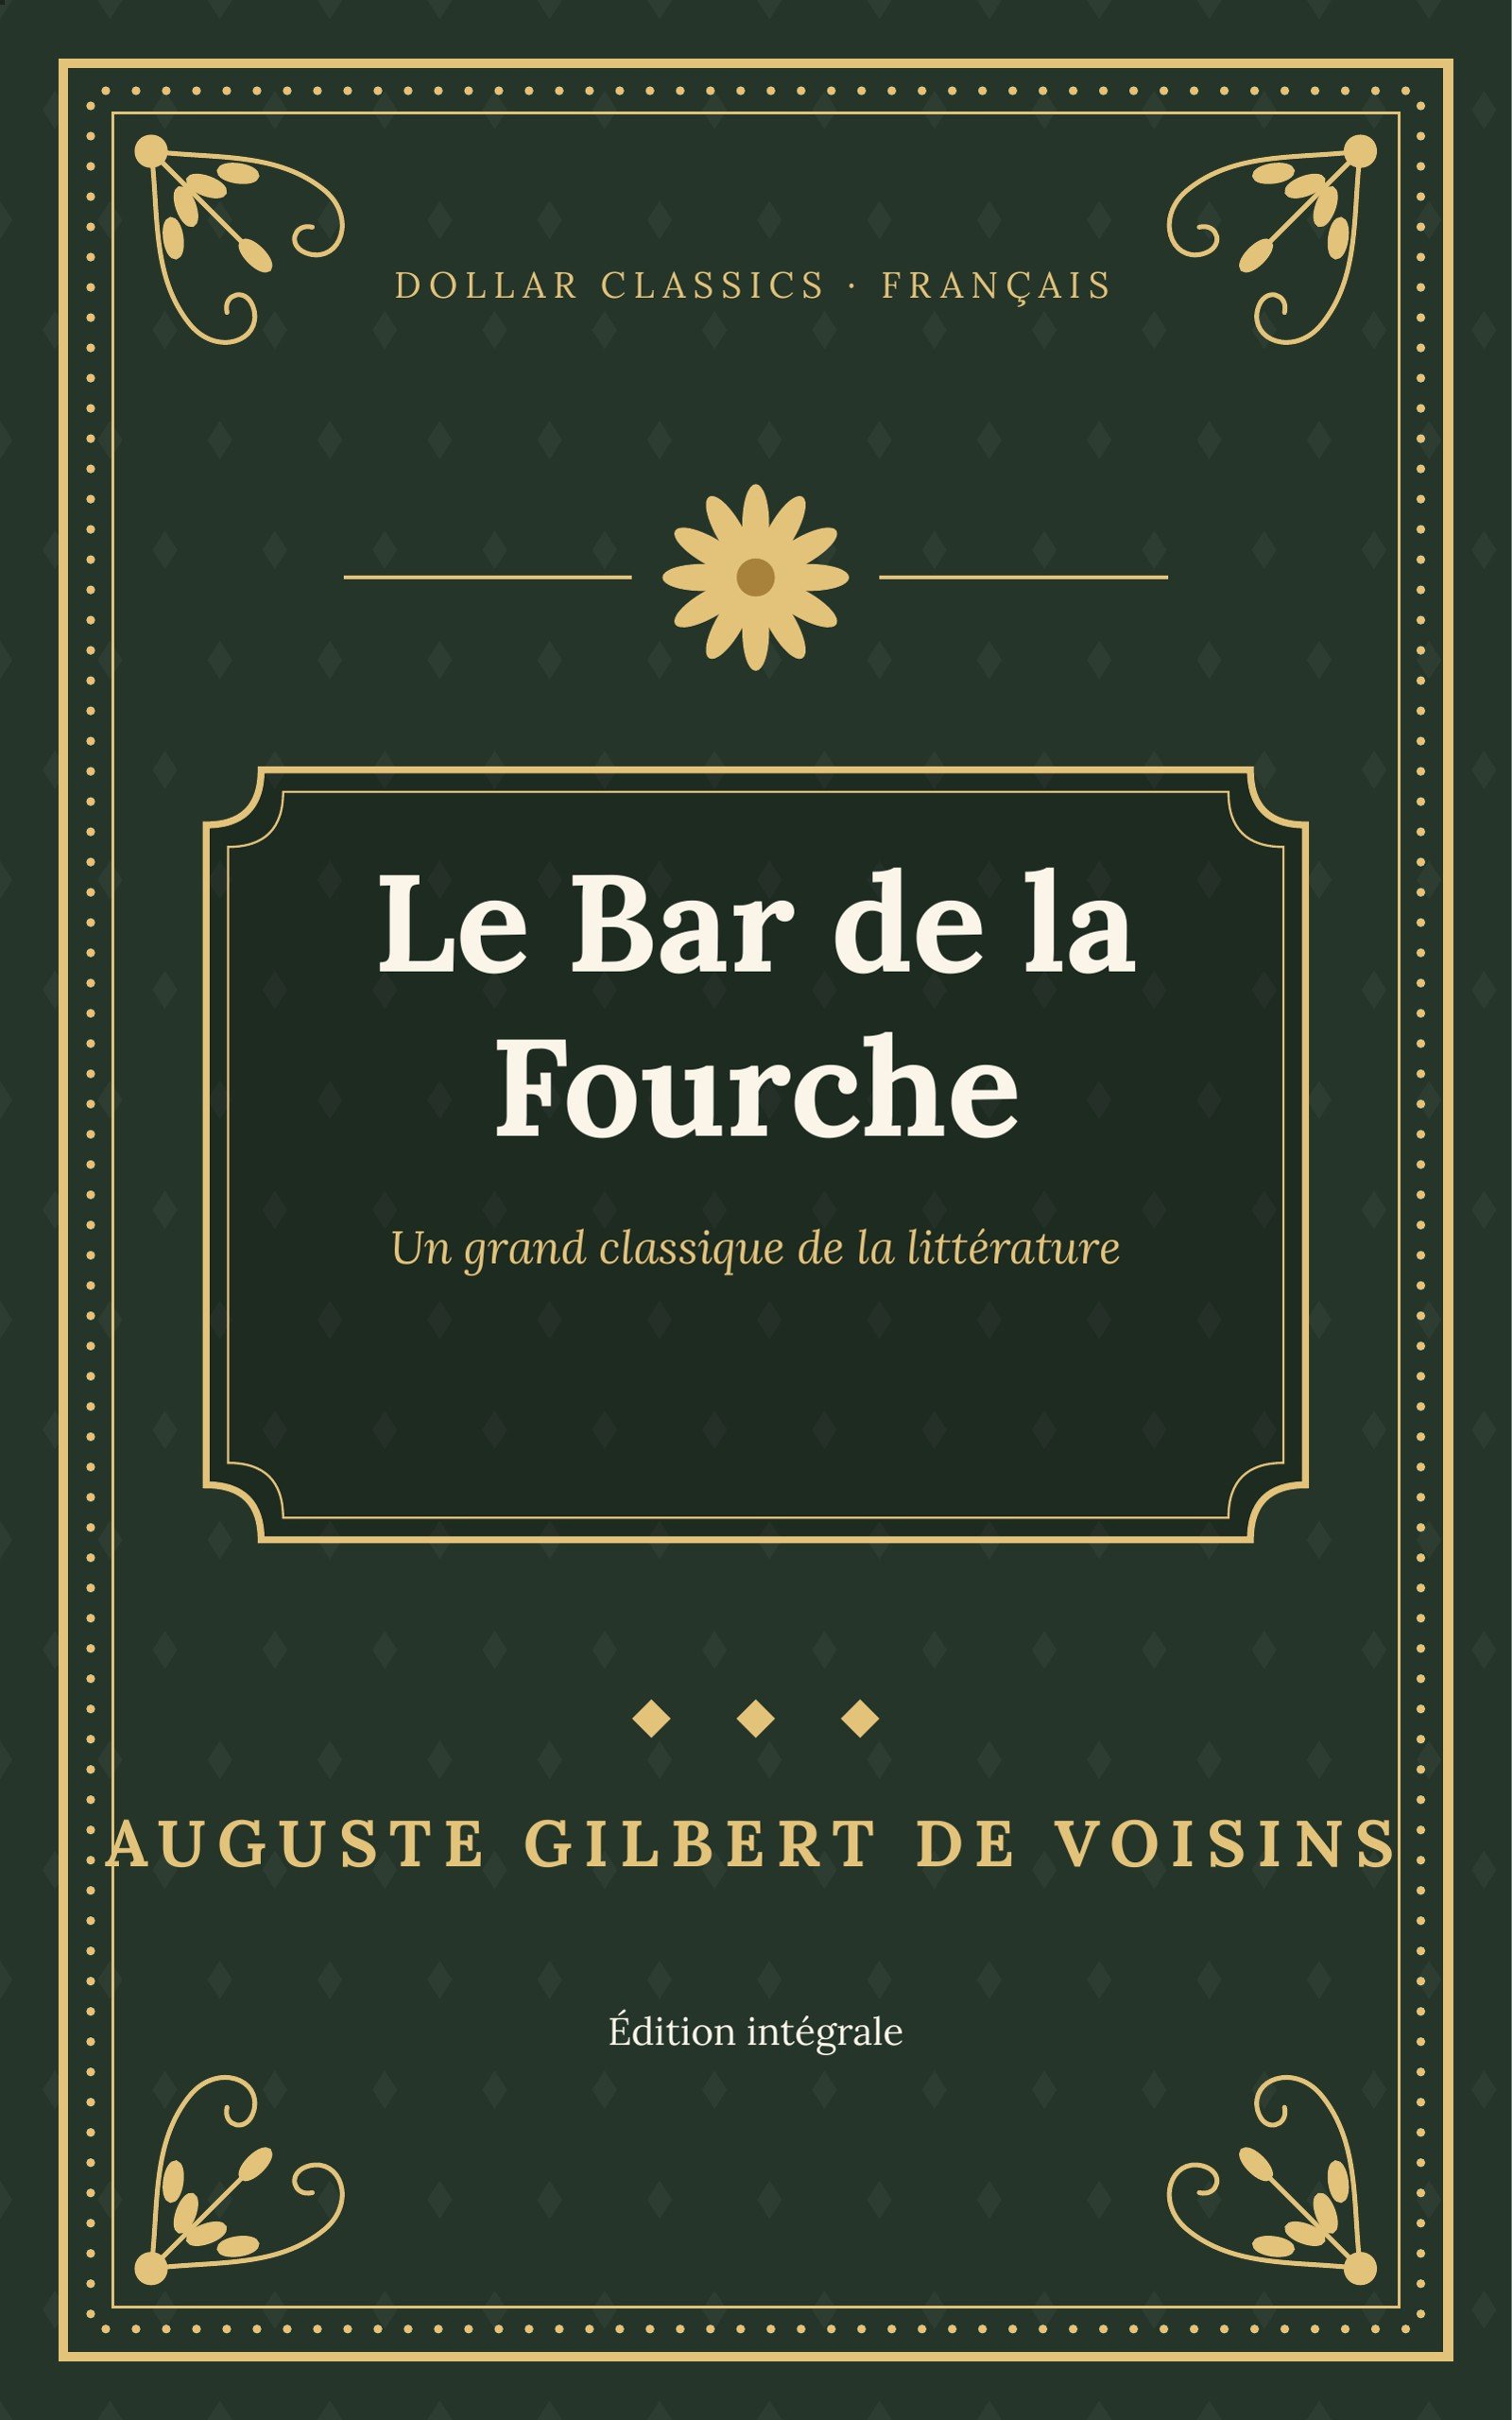 DOLLAR CLASSICS · FRANÇAIS
Le Bar de la
Fourche
Un grand classique de la littérature
AUGUSTE GILBERT DE VOISINS
Édition intégrale